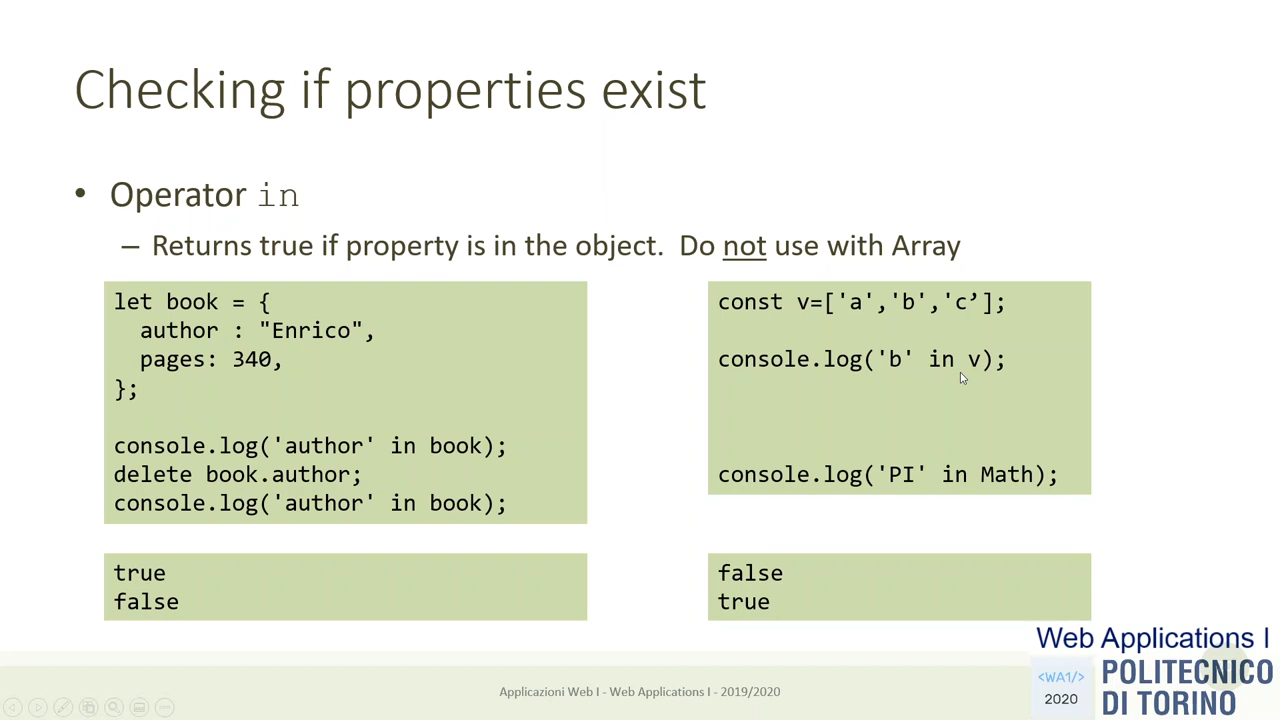 Checking if properties exist
• Operator in
– Returns true if property is in the object. Do not use with Array
let book = {
author : "Enrico",
pages: 340,
};
console.log('author' in book);
delete book.author;
console.log('author' in book);
true
false
const v=['a','b','c’];
console.log('b' in v);
console.log('PI' in Math);
false
true
Applicazioni Web I - Web Applications I - 2019/2020
Web Applications I
<WA1/>
2020
POLITECNICO
DI TORINO